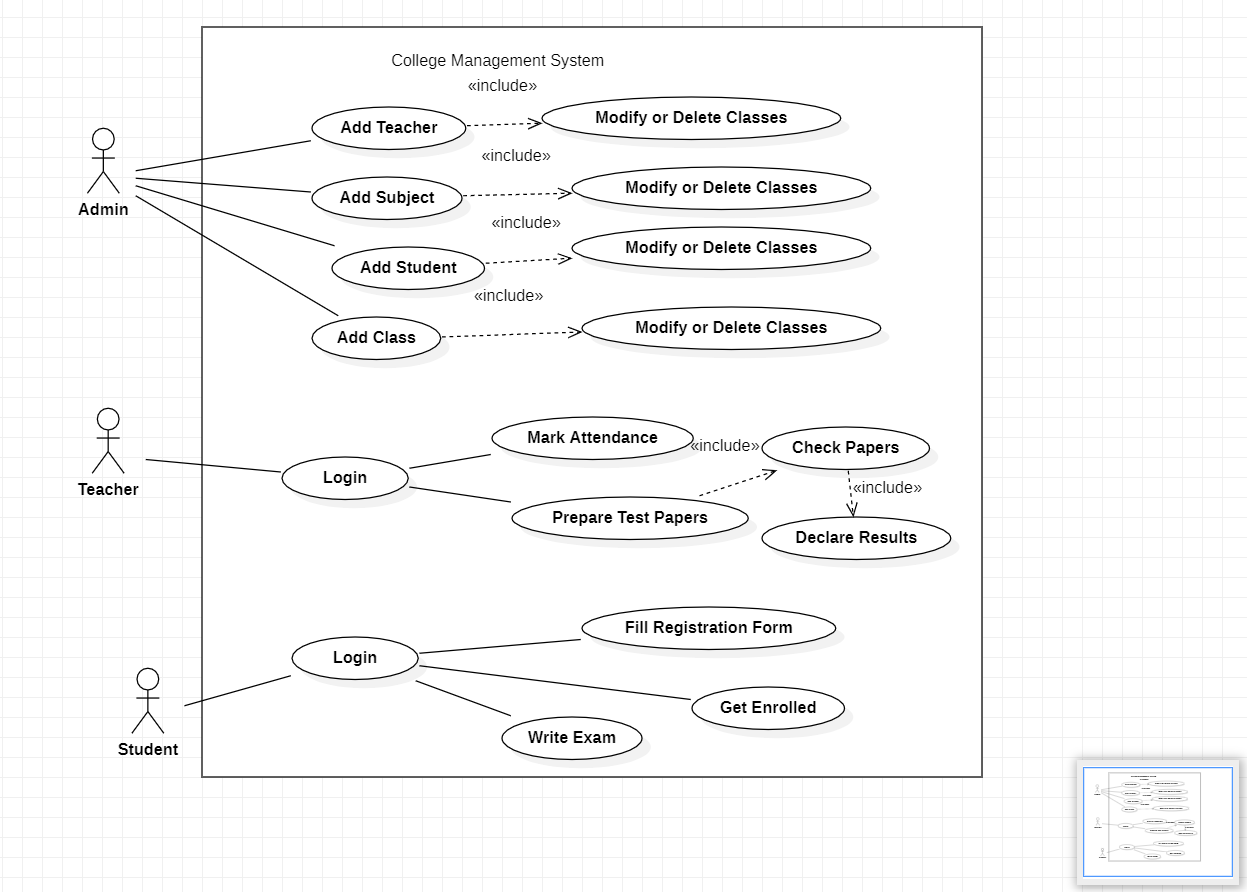 College Management System
«include»
Add Teacher
Modify or Delete Classes
«include»
Add Subject
Modify or Delete Classes
Admin
«include»
Add Student
Modify or Delete Classes
«include»
Add Class
Modify or Delete Classes
Mark Attendance
«include»
Check Papers
Login
«include»
Teacher
Prepare Test Papers
Declare Results
Fill Registration Form
Login
Get Enrolled
Write Exam
Student